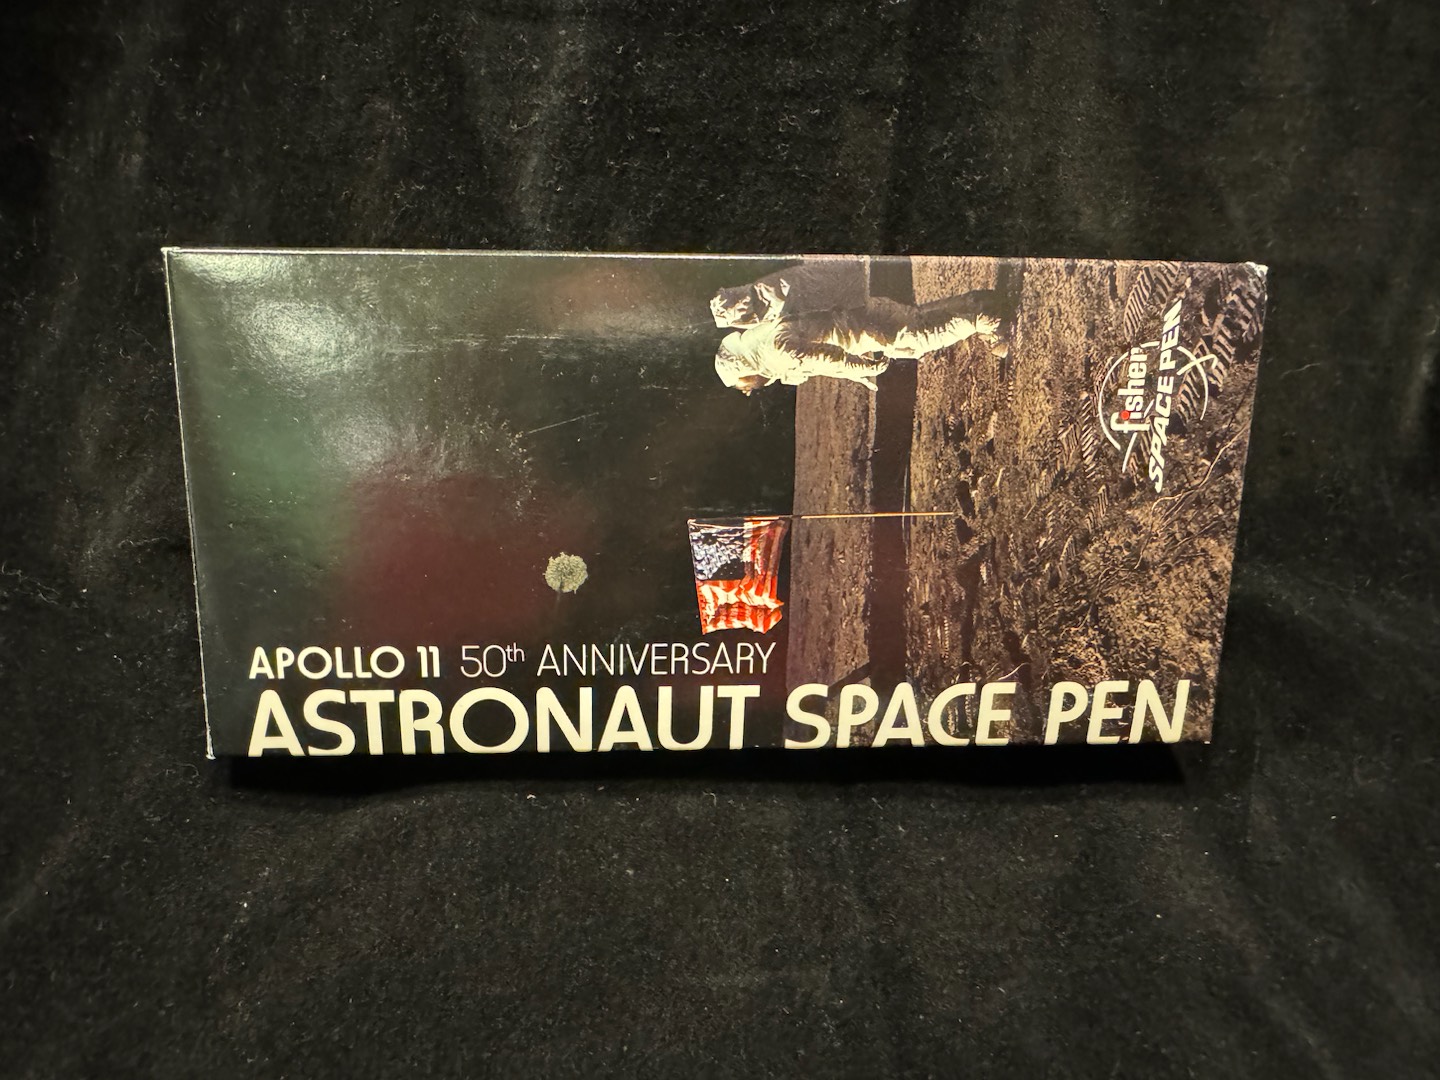 fisher
SPACE PEN
APOLLO 11 50th ANNIVERSARY
ASTRONAUT SPACE PEN